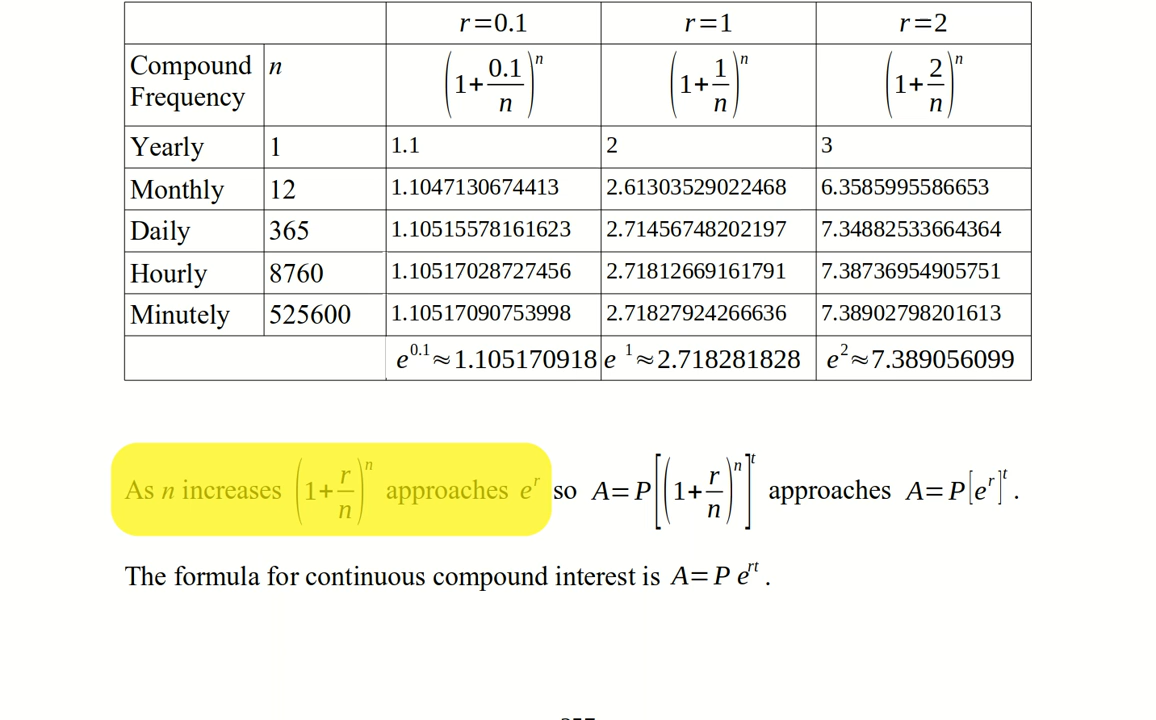 r=0.1 r=1 r=2
Compound Frequency n (1+0.1/n)^n (1+1/n)^n (1+2/n)^n
Yearly 1 1.1 2 3
Monthly 12 1.1047130674413 2.61303529022468 6.3585995586653
Daily 365 1.10515578161623 2.71456748202197 7.34882533664364
Hourly 8760 1.10517028727456 2.71812669161791 7.38736954905751
Minutely 525600 1.10517090753998 2.71827924266636 7.38902798201613
e^0.1≈1.105170918 e^1≈2.718281828 e^2≈7.389056099
As n increases (1+r/n)^n approaches e^r so A=P[(1+r/n)^n]^t approaches A=P[e^r]^t.
The formula for continuous compound interest is A=P e^rt.